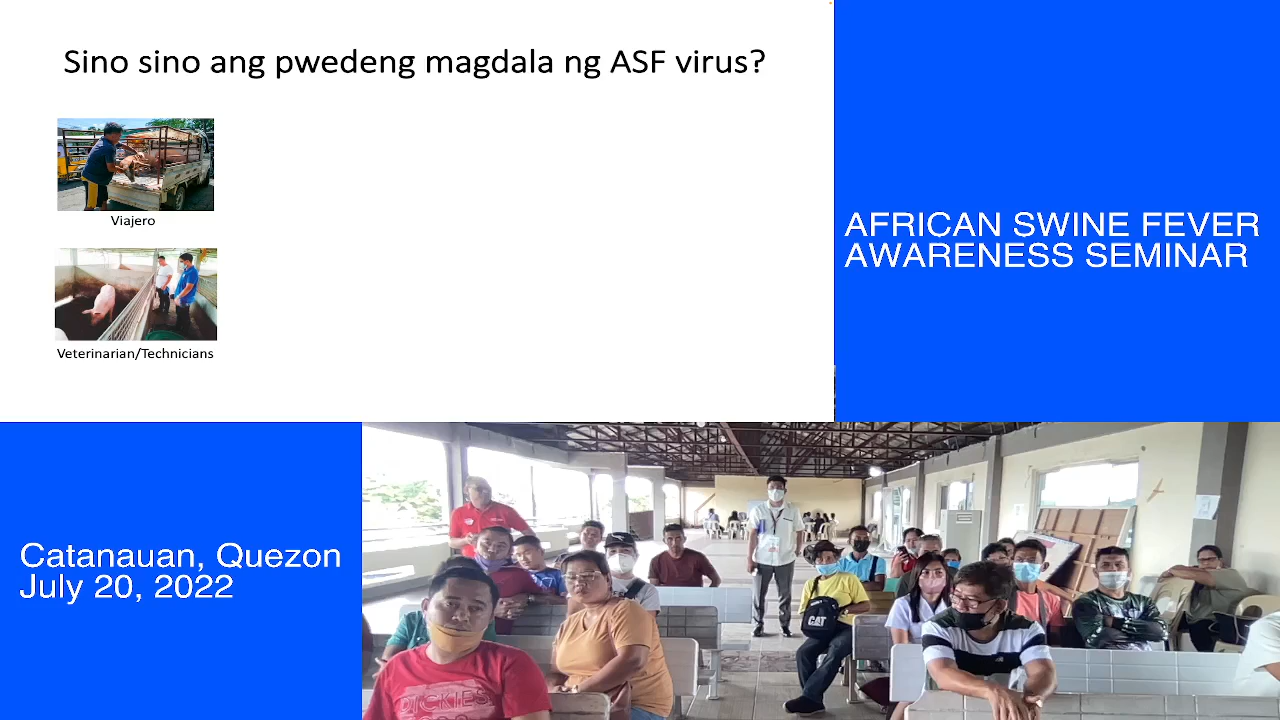 Sino sino ang pwedeng magdala ng ASF virus?
Viajero
Veterinarian/Technicians
AFRICAN SWINE FEVER
AWARENESS SEMINAR
Catanauan, Quezon
July 20, 2022
CAT
DICKIES